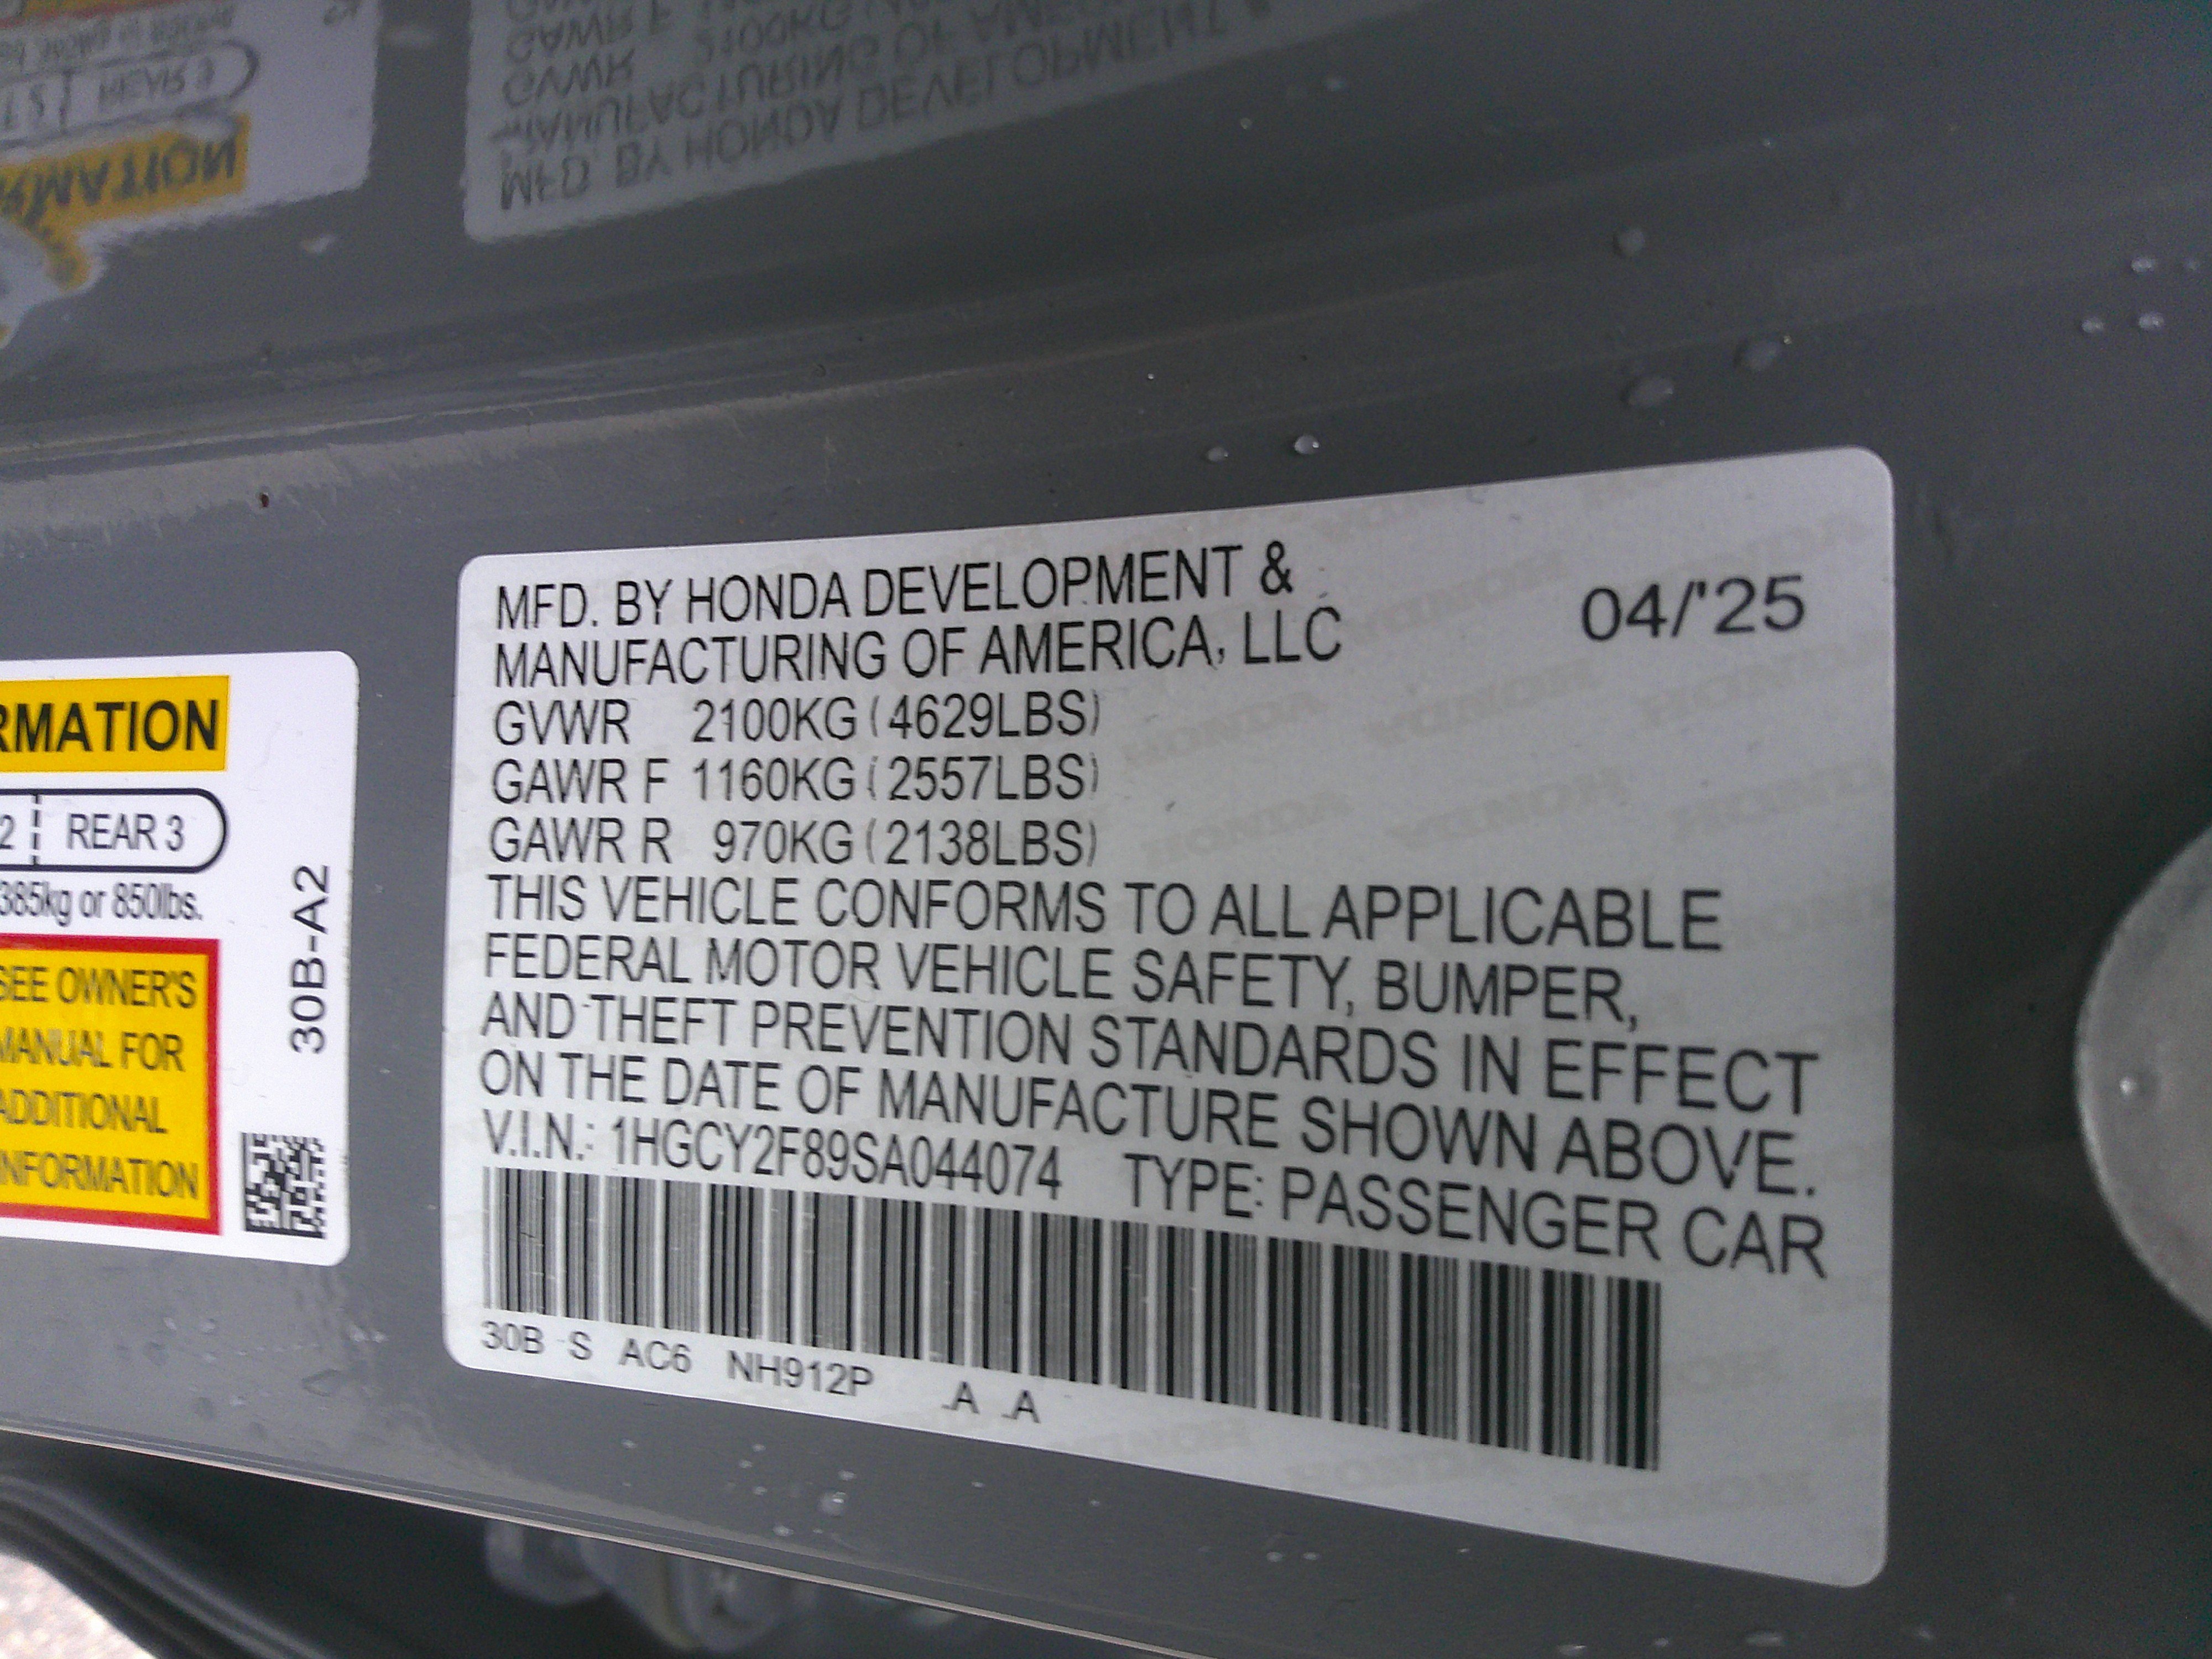 RMATION
2 REAR 3
385kg or 850lbs.
SEE OWNER'S
MANUAL FOR
ADDITIONAL
INFORMATION
30B-A2
MFD. BY HONDA DEVELOPMENT &
MANUFACTURING OF AMERICA, LLC
04/'25
GVWR 2100KG (4629LBS)
GAWR F 1160KG (2557LBS)
GAWR R 970KG (2138LBS)
THIS VEHICLE CONFORMS TO ALL APPLICABLE
FEDERAL MOTOR VEHICLE SAFETY, BUMPER,
AND THEFT PREVENTION STANDARDS IN EFFECT
ON THE DATE OF MANUFACTURE SHOWN ABOVE.
V.I.N.: 1HGCY2F89SA044074 TYPE: PASSENGER CAR
30B S AC6 NH912P A A